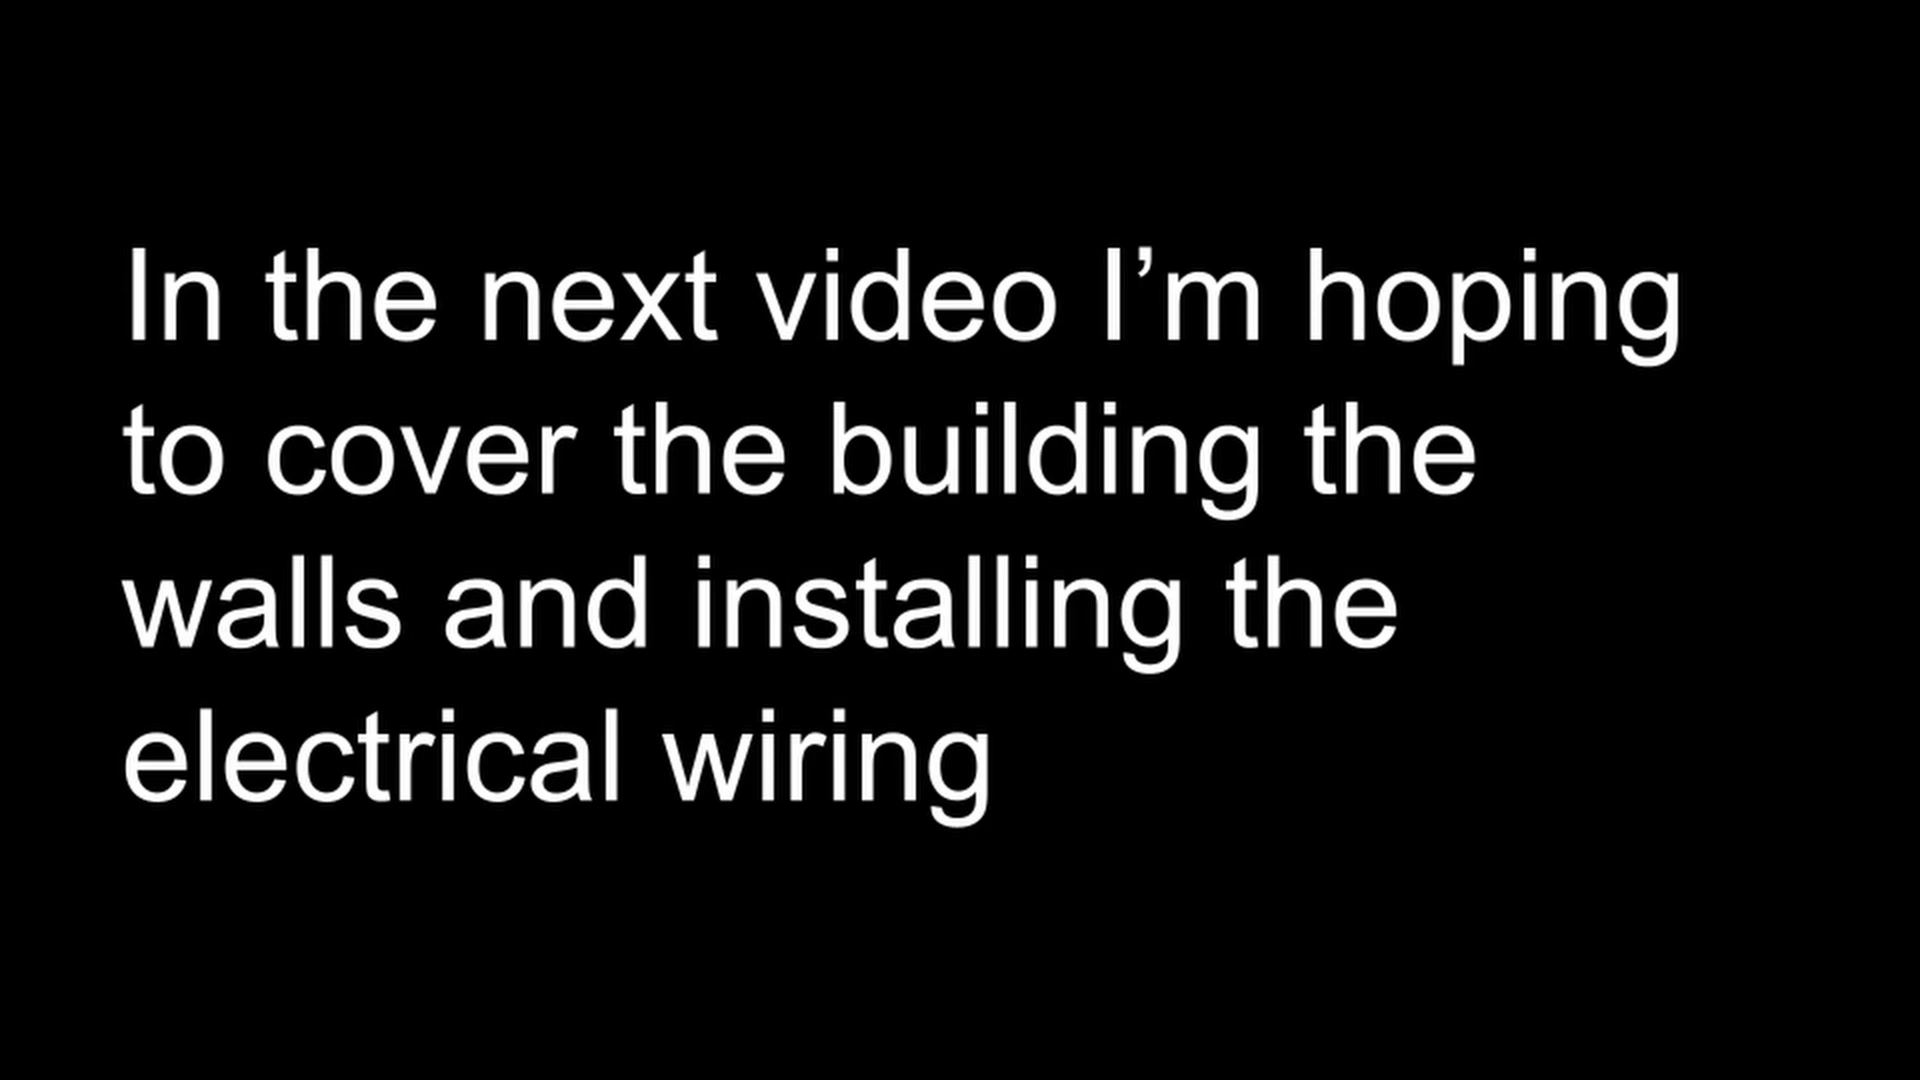 In the next video I’m hoping
to cover the building the
walls and installing the
electrical wiring